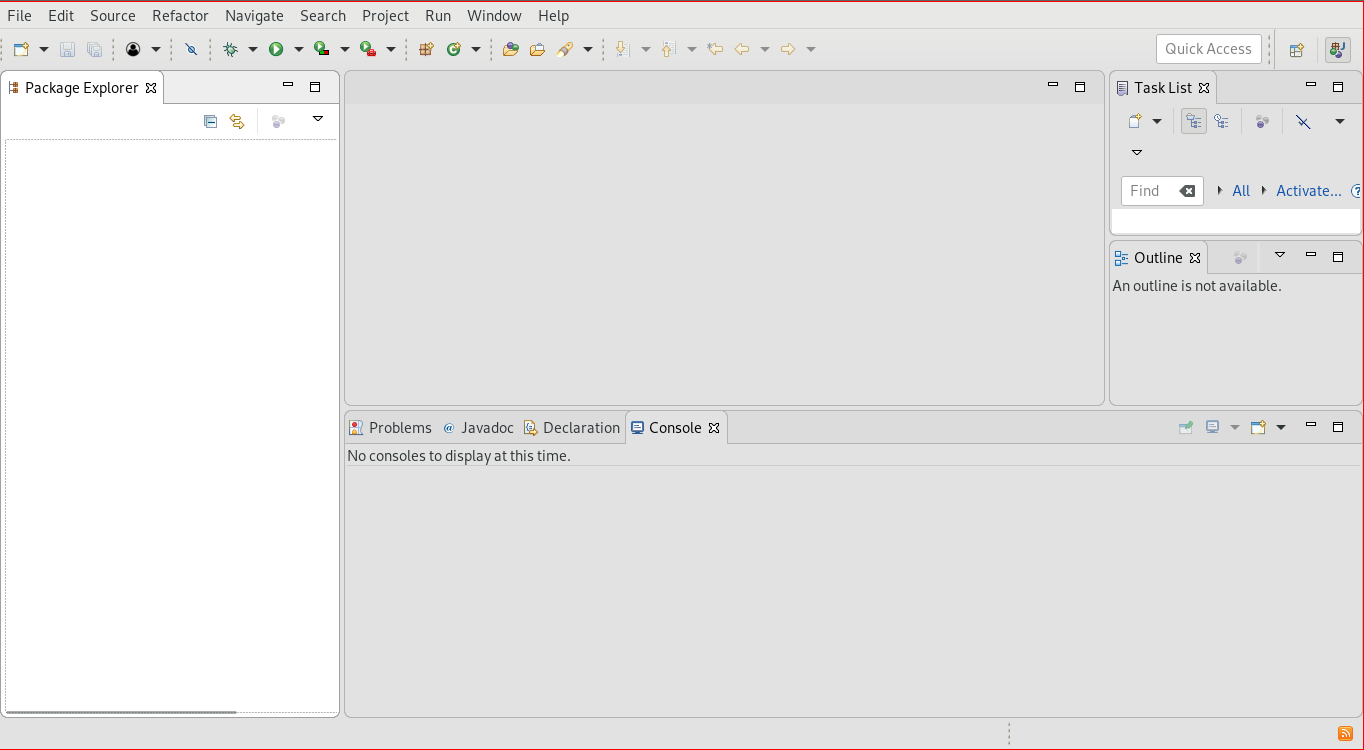 File Edit Source Refactor Navigate Search Project Run Window Help
Quick Access
Package Explorer
Task List
Find All Activate...
Outline
An outline is not available.
Problems @ Javadoc Declaration Console
No consoles to display at this time.